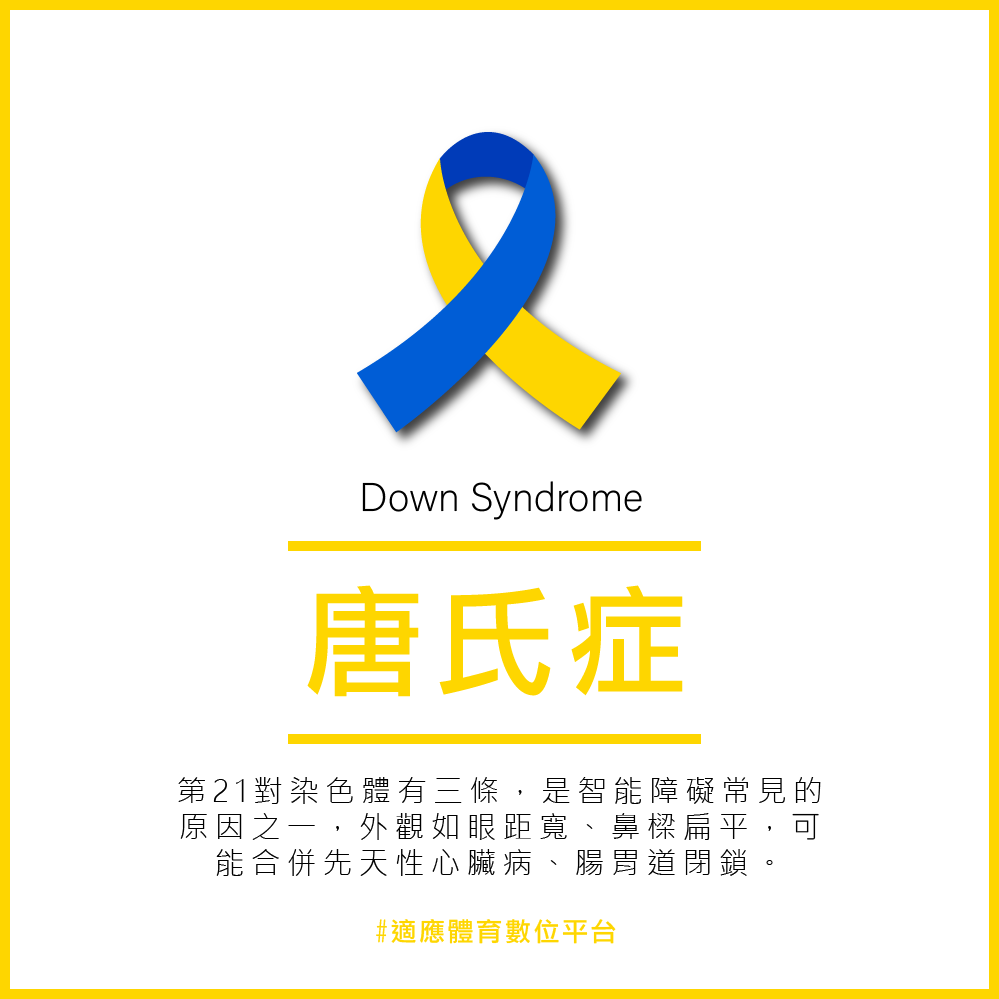 Down Syndrome
唐氏症
第21對染色體有三條，是智能障礙常見的
原因之一，外觀如眼距寬、鼻樑扁平，可
能合併先天性心臟病、腸胃道閉鎖。
#適應體育數位平台